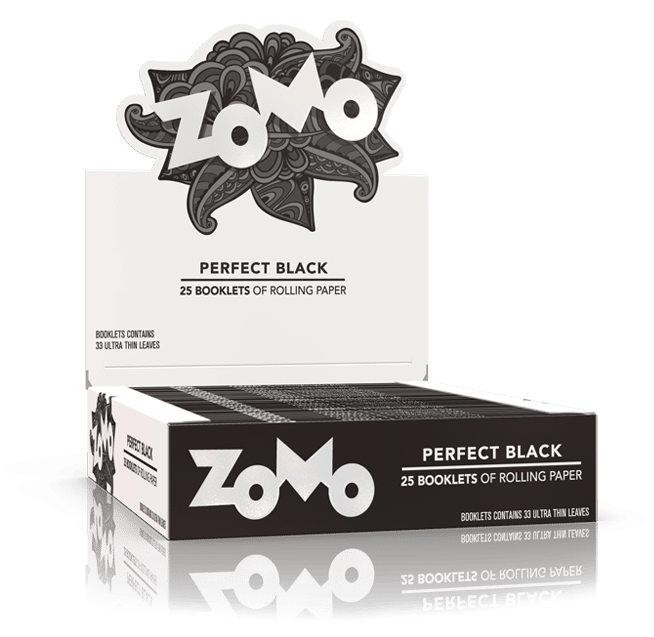 ZOMO
PERFECT BLACK
25 BOOKLETS OF ROLLING PAPER
BOOKLETS CONTAINS
33 ULTRA THIN LEAVES
PERFECT BLACK
25 BOOKLETS OF ROLLING PAPER
ZOMO
PERFECT BLACK
25 BOOKLETS OF ROLLING PAPER
BOOKLETS CONTAINS 33 ULTRA THIN LEAVES